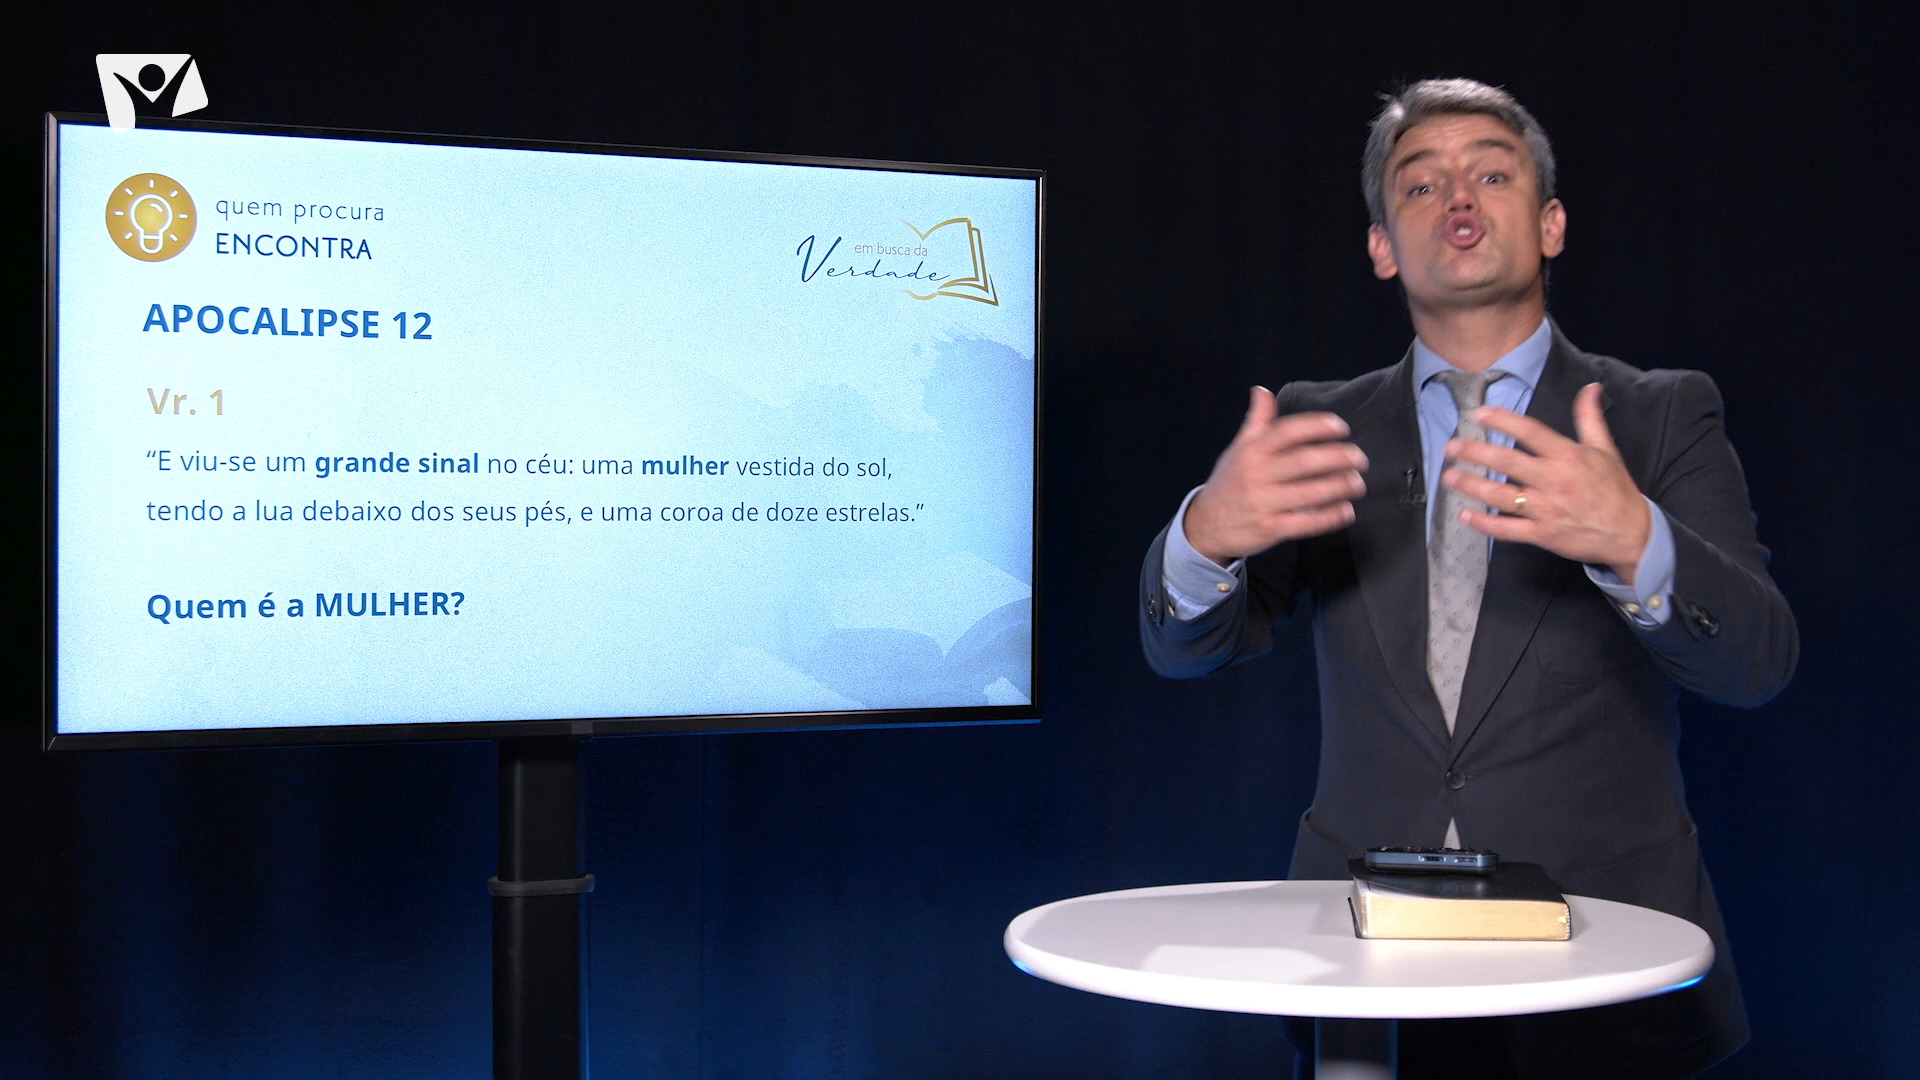 quem procura
ENCONTRA
em busca da
Verdade
APOCALIPSE 12
Vr. 1
“E viu-se um grande sinal no céu: uma mulher vestida do sol,
tendo a lua debaixo dos seus pés, e uma coroa de doze estrelas.”
Quem é a MULHER?